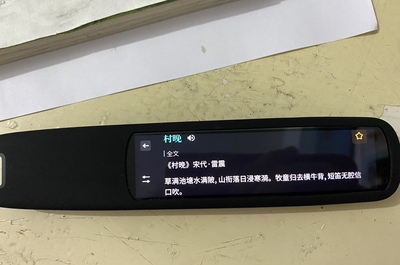 村晚
全文
《村晚》宋代·雷震
草满池塘水满陂,山衔落日浸寒漪。牧童归去横牛背,短笛无腔信
口吹。